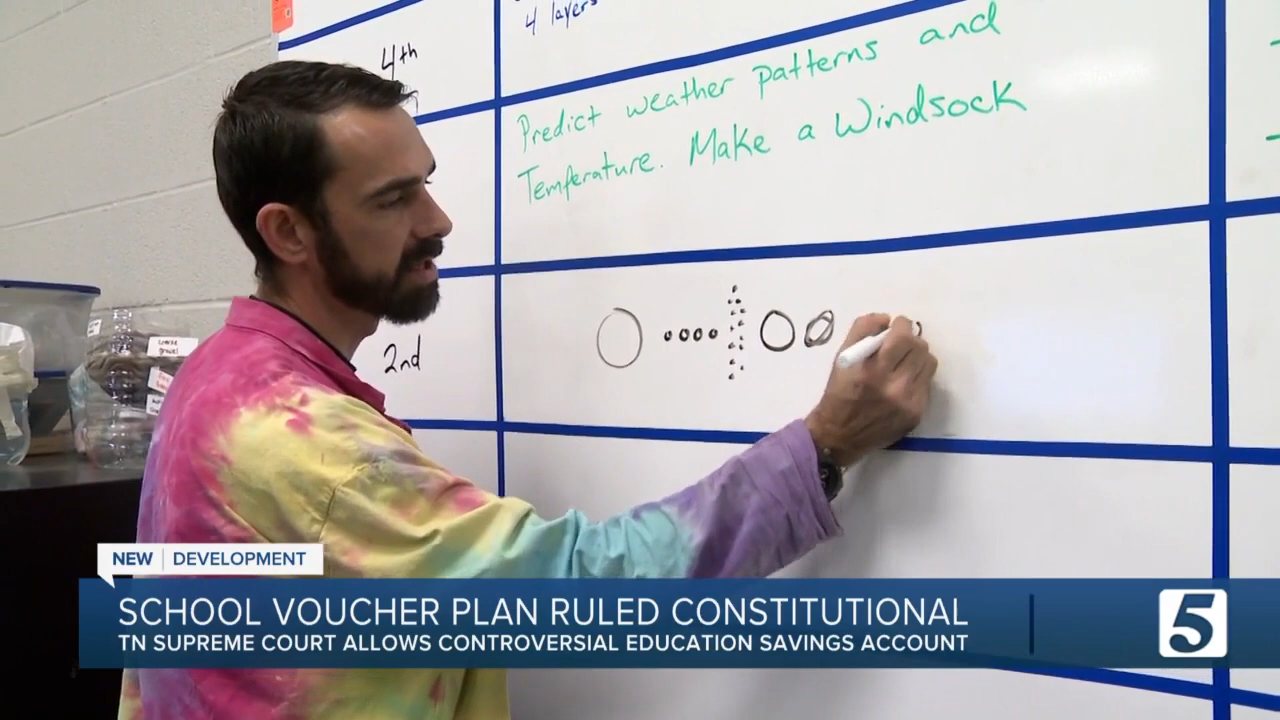 4 layers
4th
Predict weather patterns and
Temferature. Make a Windsock
2nd
NEW DEVELOPMENT
SCHOOL VOUCHER PLAN RULED CONSTITUTIONAL
TN SUPREME COURT ALLOWS CONTROVERSIAL EDUCATION SAVINGS ACCOUNT
5